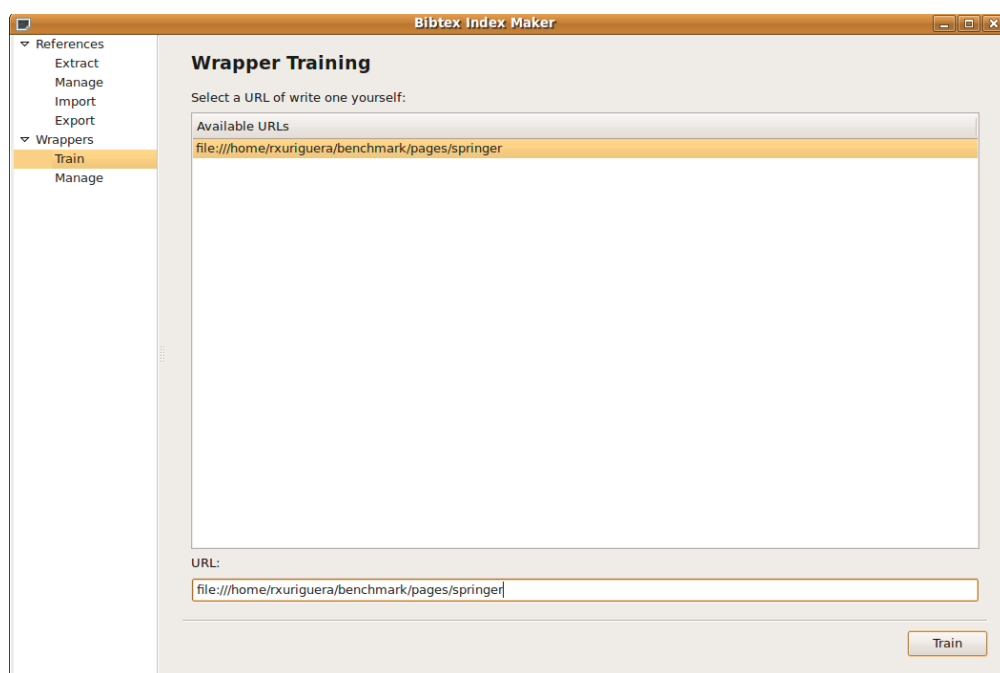 Bibtex Index Maker
References
Extract
Manage
Import
Export
Wrappers
Train
Manage
Wrapper Training
Select a URL of write one yourself:
Available URLs
file:///home/rxuriguera/benchmark/pages/springer
URL:
file:///home/rxuriguera/benchmark/pages/springer
Train